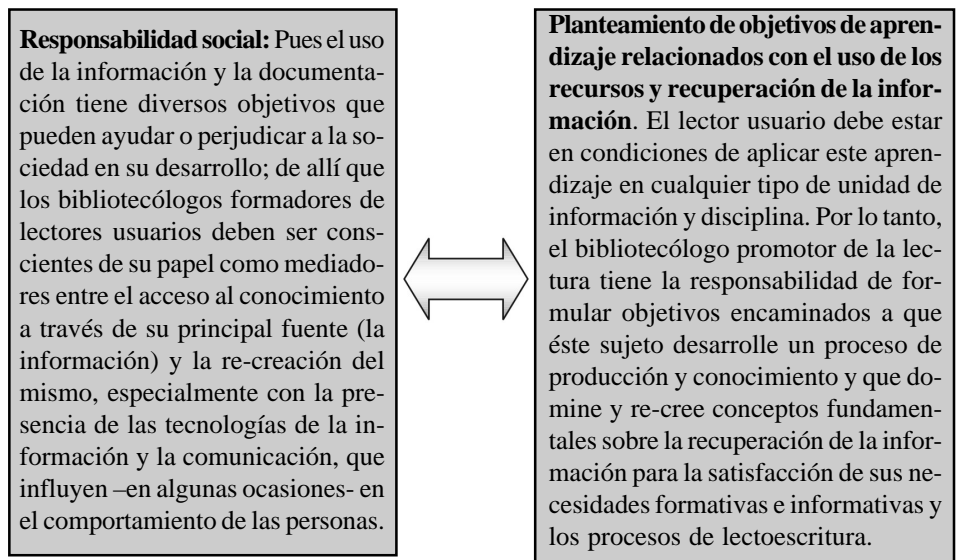 Responsabilidad social: Pues el uso
de la información y la documenta-
ción tiene diversos objetivos que
pueden ayudar o perjudicar a la so-
ciedad en su desarrollo; de allí que
los bibliotecólogos formadores de
lectores usuarios deben ser cons-
cientes de su papel como mediado-
res entre el acceso al conocimiento
a través de su principal fuente (la
información) y la re-creación del
mismo, especialmente con la pre-
sencia de las tecnologías de la in-
formación y la comunicación, que
influyen –en algunas ocasiones- en
el comportamiento de las personas.
Planteamiento de objetivos de apren-
dizaje relacionados con el uso de los
recursos y recuperación de la infor-
mación. El lector usuario debe estar
en condiciones de aplicar este apren-
dizaje en cualquier tipo de unidad de
información y disciplina. Por lo tanto,
el bibliotecólogo promotor de la lec-
tura tiene la responsabilidad de for-
mular objetivos encaminados a que
éste sujeto desarrolle un proceso de
producción y conocimiento y que do-
mine y re-cree conceptos fundamen-
tales sobre la recuperación de la infor-
mación para la satisfacción de sus ne-
cesidades formativas e informativas y
los procesos de lectoescritura.